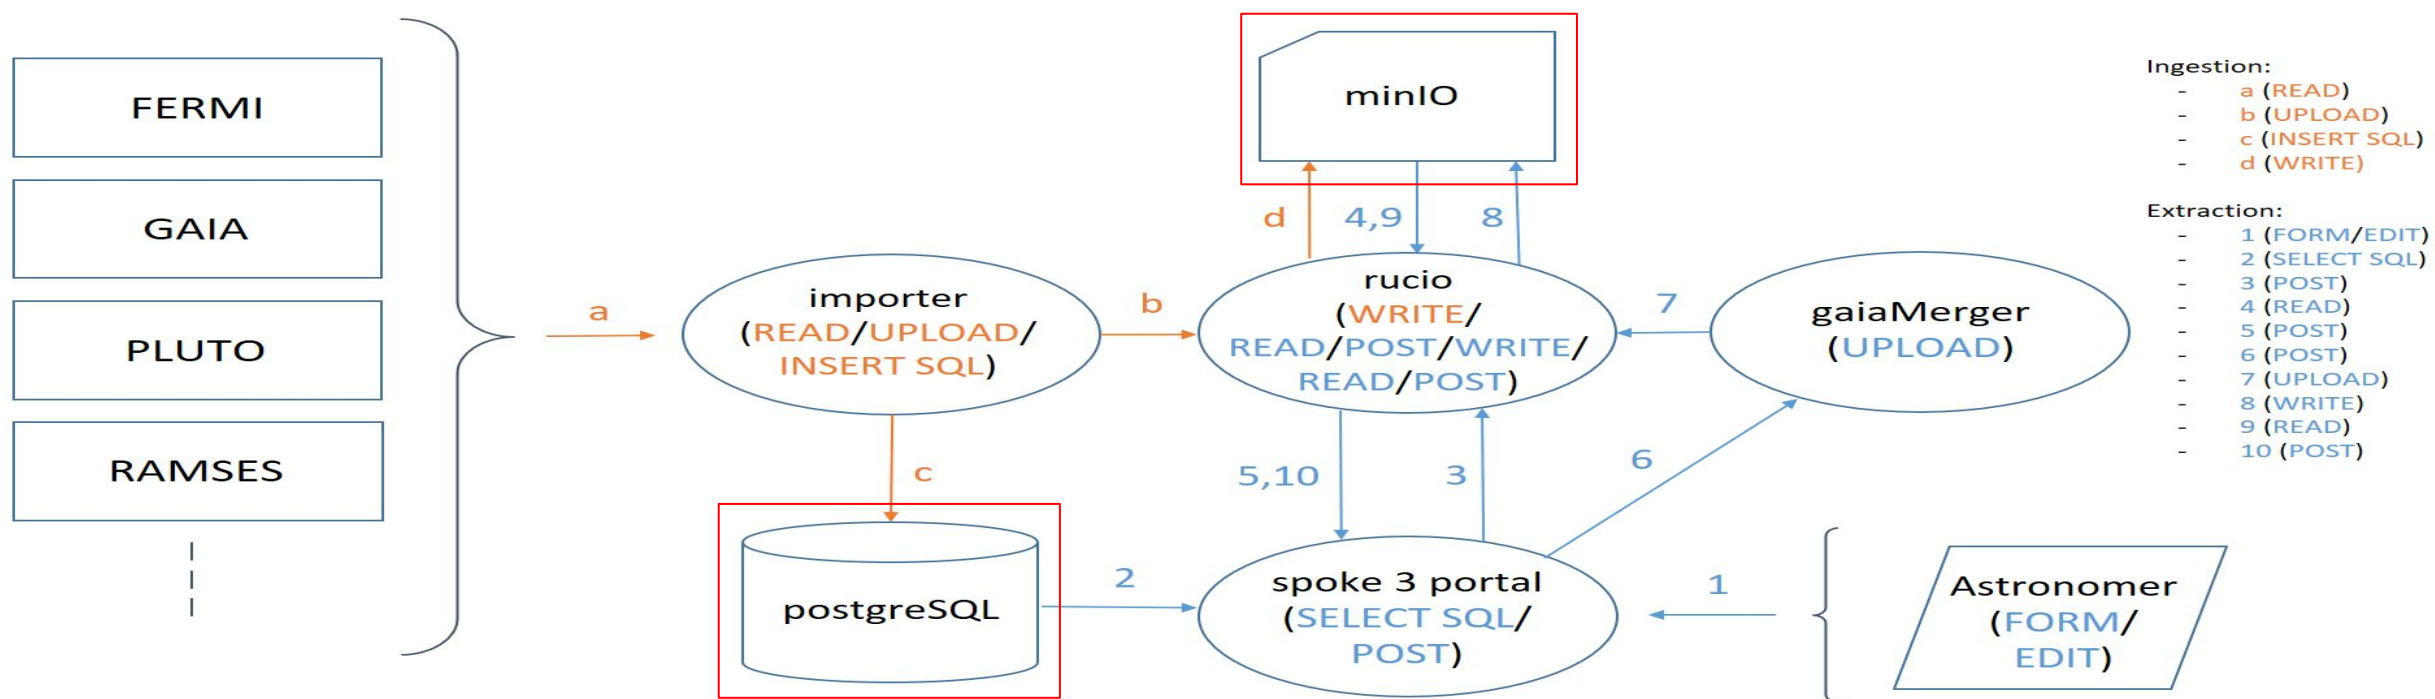 FERMI
GAIA
PLUTO
RAMSES
a
importer
(READ/UPLOAD/
INSERT SQL)
b
c
postgreSQL
2
minIO
d
4,9
8
rucio
(WRITE/
READ/POST/WRITE/
READ/POST)
7
gaiaMerger
(UPLOAD)
5,10
3
6
spoke 3 portal
(SELECT SQL/
POST)
1
Astronomer
(FORM/
EDIT)
Ingestion:
- a (READ)
- b (UPLOAD)
- c (INSERT SQL)
- d (WRITE)
Extraction:
- 1 (FORM/EDIT)
- 2 (SELECT SQL)
- 3 (POST)
- 4 (READ)
- 5 (POST)
- 6 (POST)
- 7 (UPLOAD)
- 8 (WRITE)
- 9 (READ)
- 10 (POST)